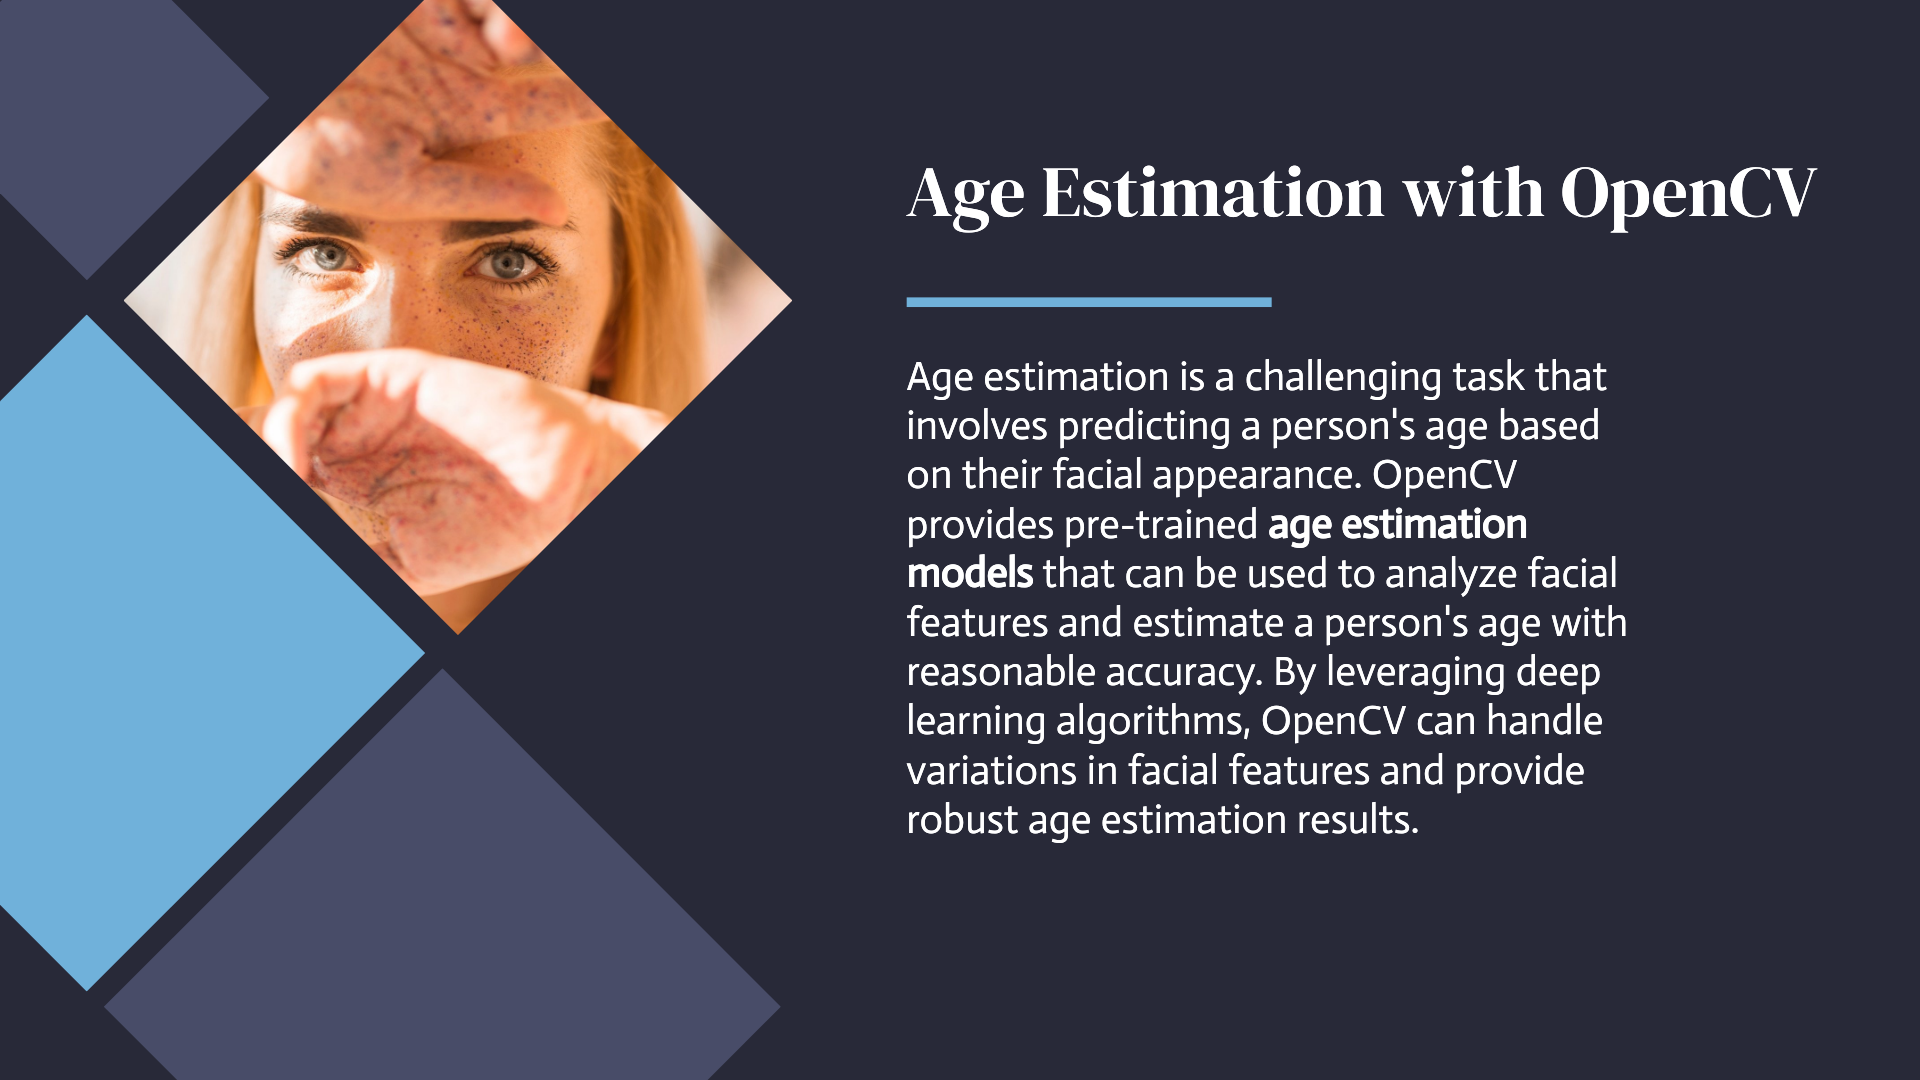 Age Estimation with OpenCV
Age estimation is a challenging task that
involves predicting a person's age based
on their facial appearance. OpenCV
provides pre-trained age estimation
models that can be used to analyze facial
features and estimate a person's age with
reasonable accuracy. By leveraging deep
learning algorithms, OpenCV can handle
variations in facial features and provide
robust age estimation results.